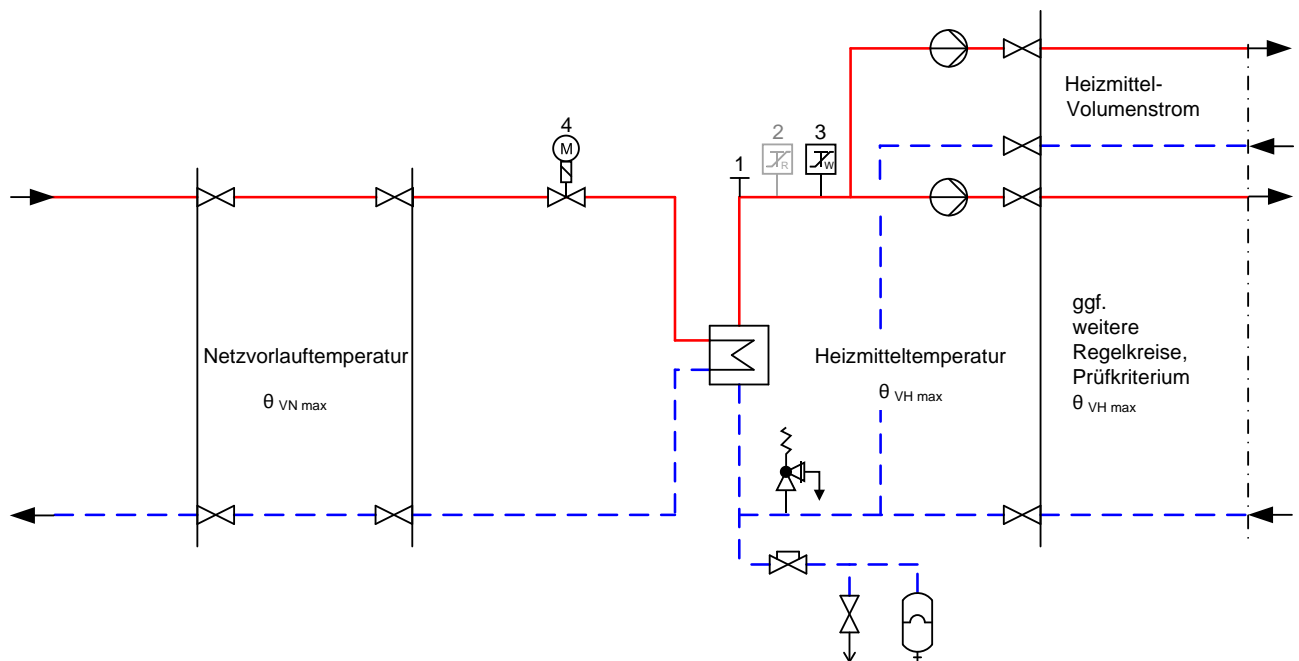 4
M
2
R
3
W
1
Heizmittel-
Volumenstrom
Netzvorlauftemperatur
θ VN max
Heizmitteltemperatur
θ VH max
ggf.
weitere
Regelkreise,
Prüfkriterium
θ VH max